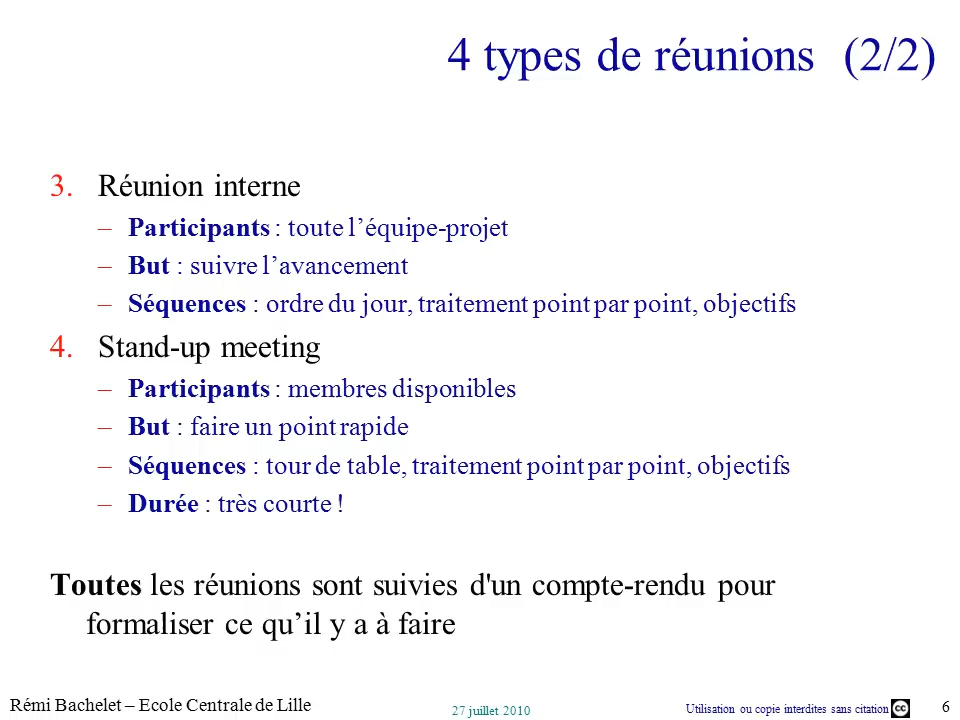 4 types de réunions (2/2)
3. Réunion interne
– Participants : toute l’équipe-projet
– But : suivre l’avancement
– Séquences : ordre du jour, traitement point par point, objectifs
4. Stand-up meeting
– Participants : membres disponibles
– But : faire un point rapide
– Séquences : tour de table, traitement point par point, objectifs
– Durée : très courte !
Toutes les réunions sont suivies d'un compte-rendu pour
formaliser ce qu’il y a à faire
Rémi Bachelet – Ecole Centrale de Lille
27 juillet 2010
Utilisation ou copie interdites sans citation
cc
6